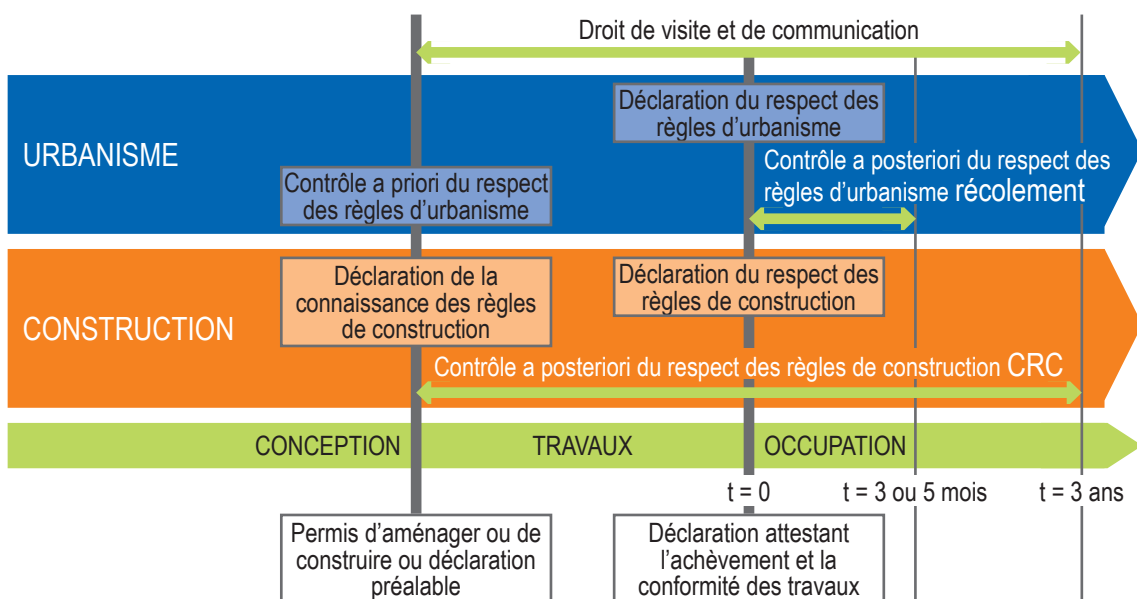 Droit de visite et de communication
URBANISME
Déclaration du respect des
règles d'urbanisme
Contrôle a priori du respect
des règles d'urbanisme
Contrôle a posteriori du respect des
règles d'urbanisme récolement
CONSTRUCTION
Déclaration de la
connaissance des règles
de construction
Déclaration du respect des
règles de construction
Contrôle a posteriori du respect des règles de construction CRC
CONCEPTION
TRAVAUX
OCCUPATION
t = 0
t = 3 ou 5 mois
t = 3 ans
Permis d'aménager ou de
construire ou déclaration
préalable
Déclaration attestant
l'achèvement et la
conformité des travaux